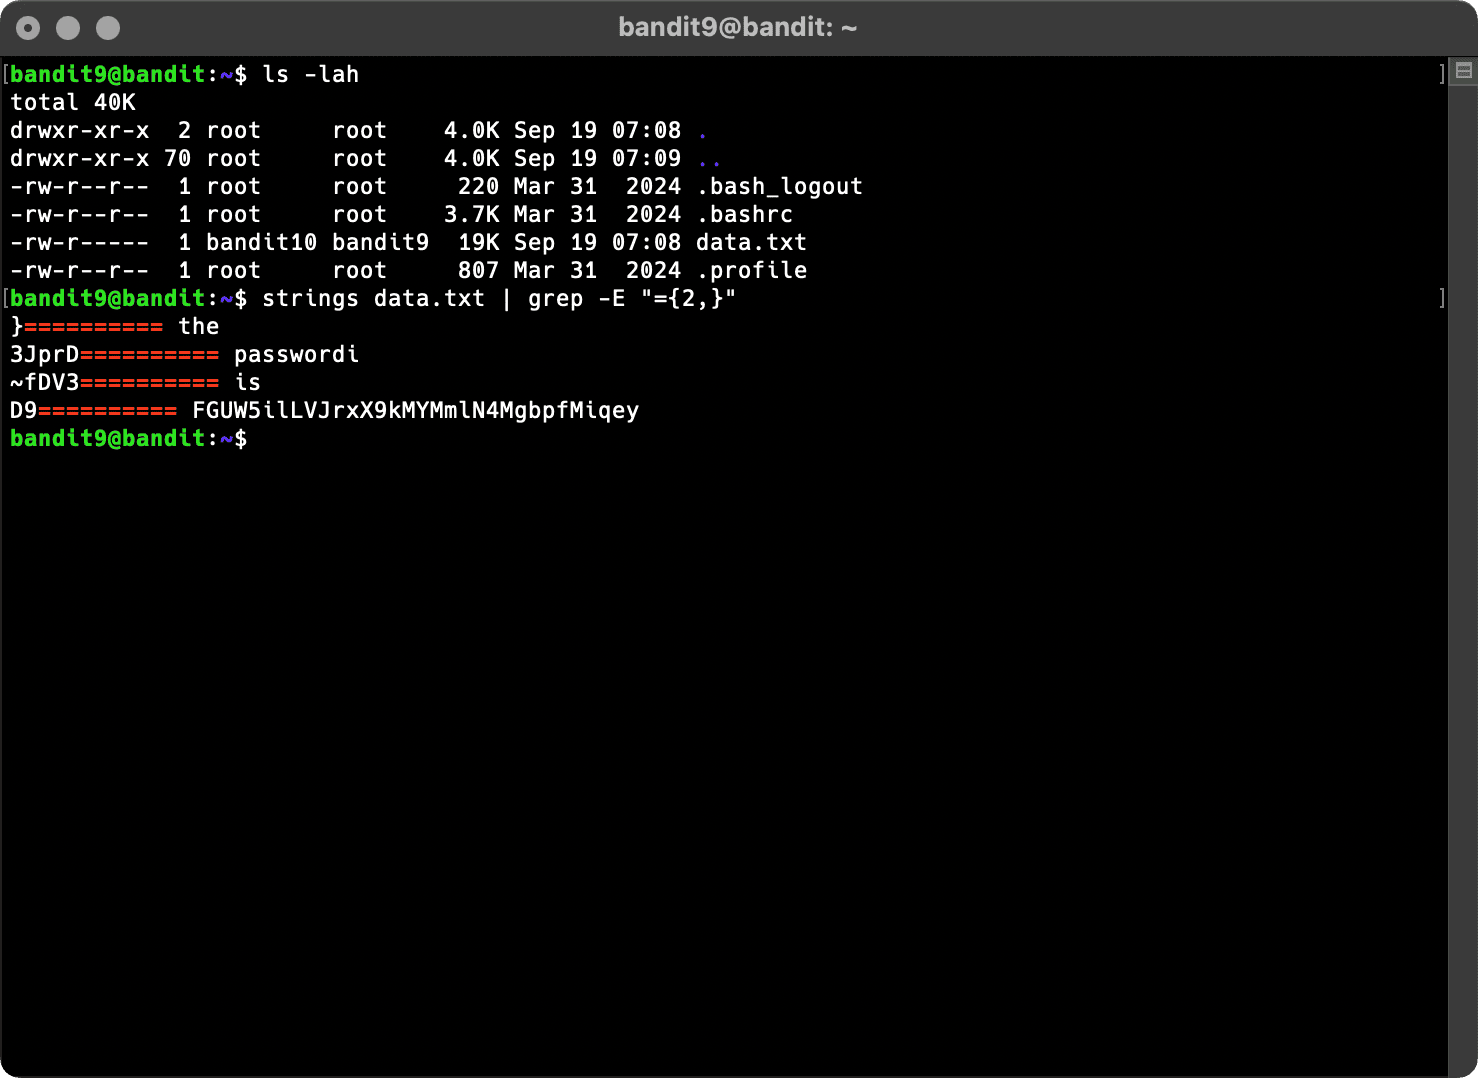 bandit9@bandit: ~
[bandit9@bandit:~$ ls -lah ]
total 40K
drwxr-xr-x  2 root     root    4.0K Sep 19 07:08 .
drwxr-xr-x 70 root     root    4.0K Sep 19 07:09 ..
-rw-r--r--  1 root     root     220 Mar 31  2024 .bash_logout
-rw-r--r--  1 root     root    3.7K Mar 31  2024 .bashrc
-rw-r-----  1 bandit10 bandit9  19K Sep 19 07:08 data.txt
-rw-r--r--  1 root     root     807 Mar 31  2024 .profile
[bandit9@bandit:~$ strings data.txt | grep -E "={2,}" ]
}========== the
3JprD========== passwordi
~fDV3========== is
D9========== FGUW5ilLVJrxX9kMYMmlN4MgbpfMiqey
bandit9@bandit:~$